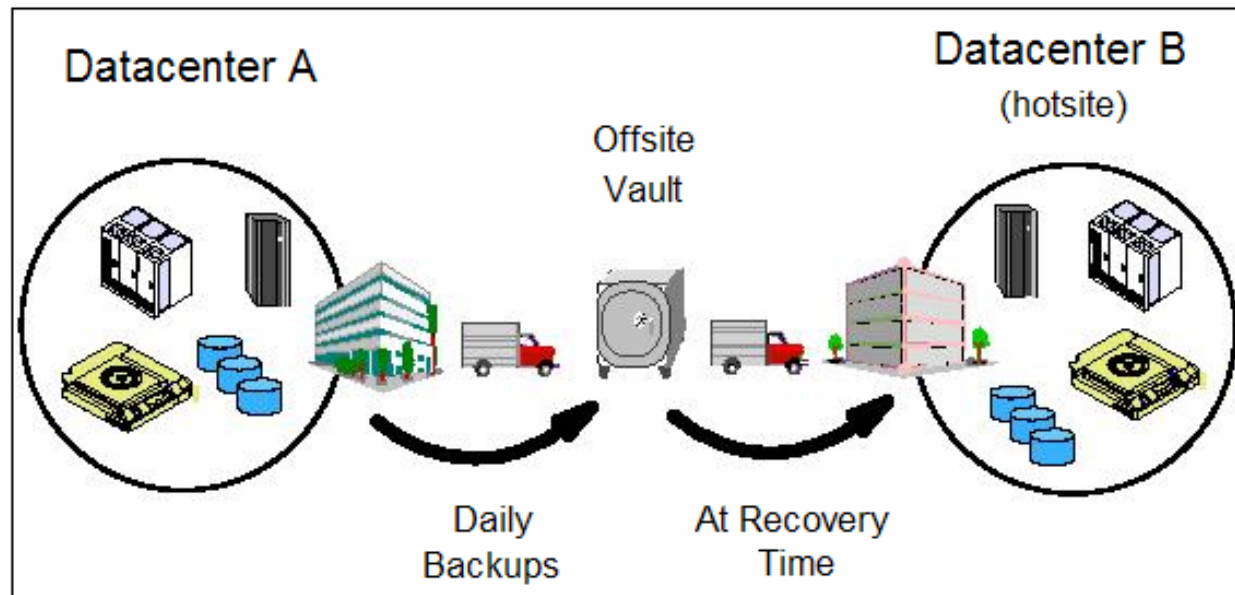 Datacenter A
Datacenter B
(hotsite)
Offsite
Vault
Daily
Backups
At Recovery
Time